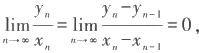 lim_{n→∞} y_n / x_n = lim_{n→∞} (y_n − y_{n−1}) / (x_n − x_{n−1}) = 0 ,